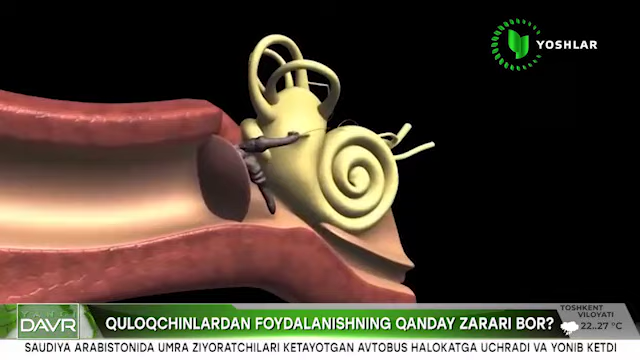 YOSHLAR
DAVR
QULOQCHINLARDAN FOYDALANISHNING QANDAY ZARARI BOR?
TOSHKENT
VILOYATI
22..27°C
SAUDIYA ARABISTONIDA UMRA ZIYORATCHILARI KETAYOTGAN AVTOBUS HALOKATGA UCHRADI VA YONIB KETDI